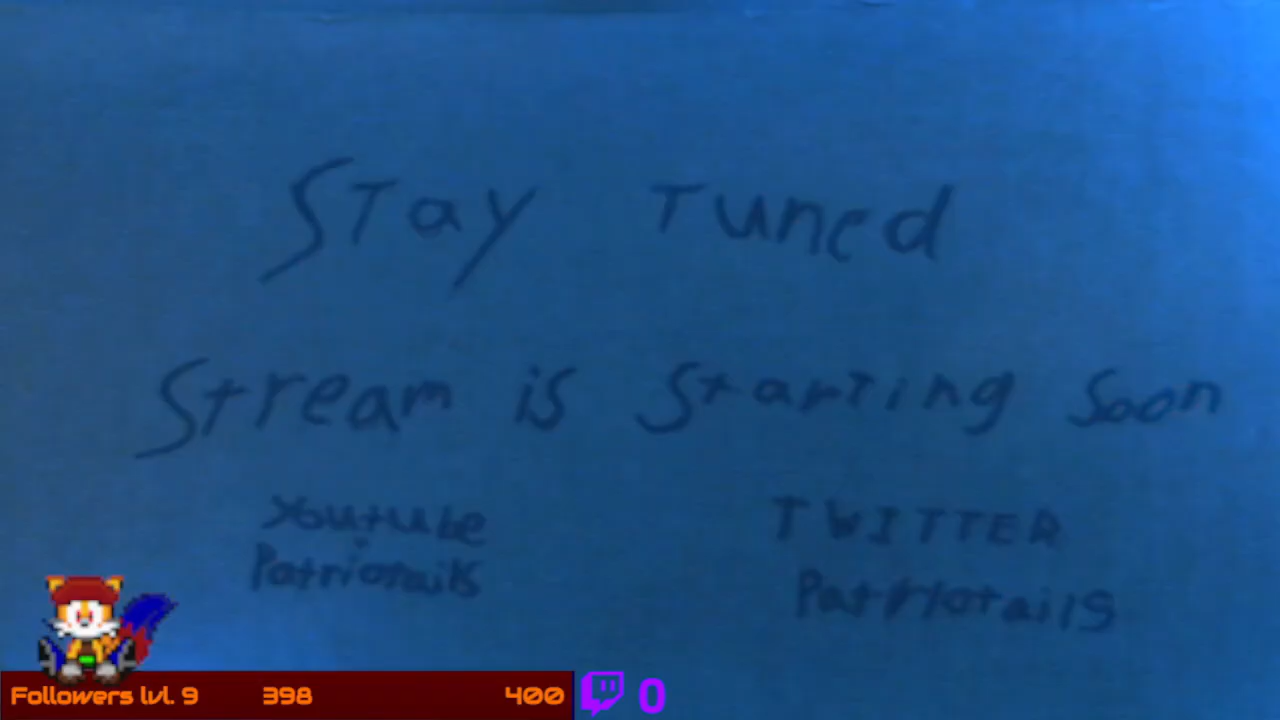 Stay Tuned
Stream is Starting Soon
Youtube TWITTER
Patriotails Patriotails
Followers lvl. 9 398 400 0